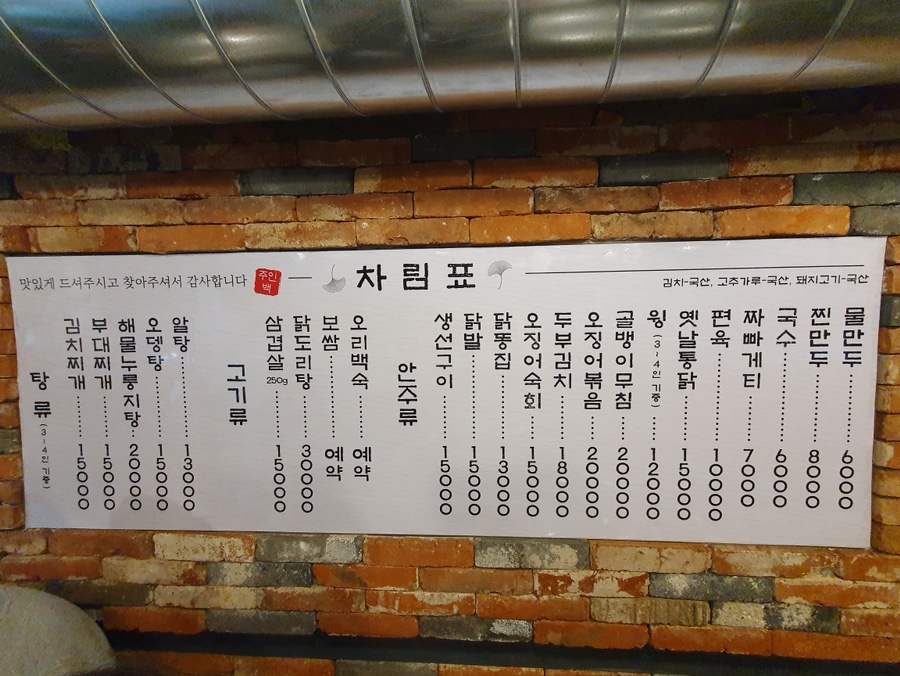 맛있게 드셔주시고 찾아주셔서 감사합니다
주인백
차림표
김치-국산, 고추가루-국산, 돼지고기-국산
탕류 (3~4인 기준)
김치찌개 ........ 15000
부대찌개 ........ 15000
해물누룽지탕 .... 20000
오뎅탕 .......... 15000
알탕 ............ 13000
고기류
삼겹살 250g ..... 15000
닭도리탕 ........ 30000
보쌈 ............ 예약
오리백숙 ........ 예약
안주류
생선구이 ........ 15000
닭발 ............ 15000
닭똥집 .......... 13000
오징어숙회 ...... 15000
두부김치 ........ 18000
오징어볶음 ...... 20000
골뱅이무침 ...... 20000
윙 (3~4인 기준) ... 12000
옛날통닭 ........ 15000
편육 ............ 10000
짜빠게티 ........ 7000
국수 ............ 6000
찐만두 .......... 8000
물만두 .......... 6000